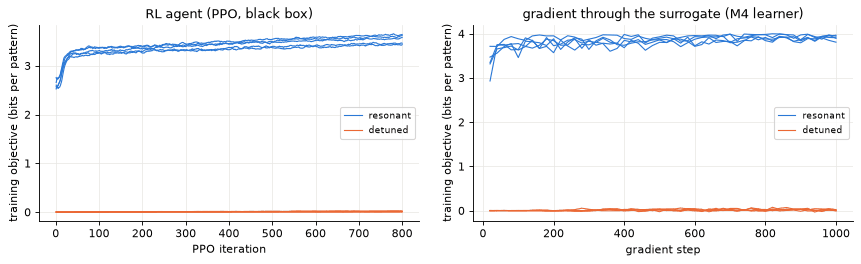 RL agent (PPO, black box)
training objective (bits per pattern)
3
2
1
0
resonant
detuned
0 100 200 300 400 500 600 700 800
PPO iteration
gradient through the surrogate (M4 learner)
training objective (bits per pattern)
4
3
2
1
0
resonant
detuned
0 200 400 600 800 1000
gradient step